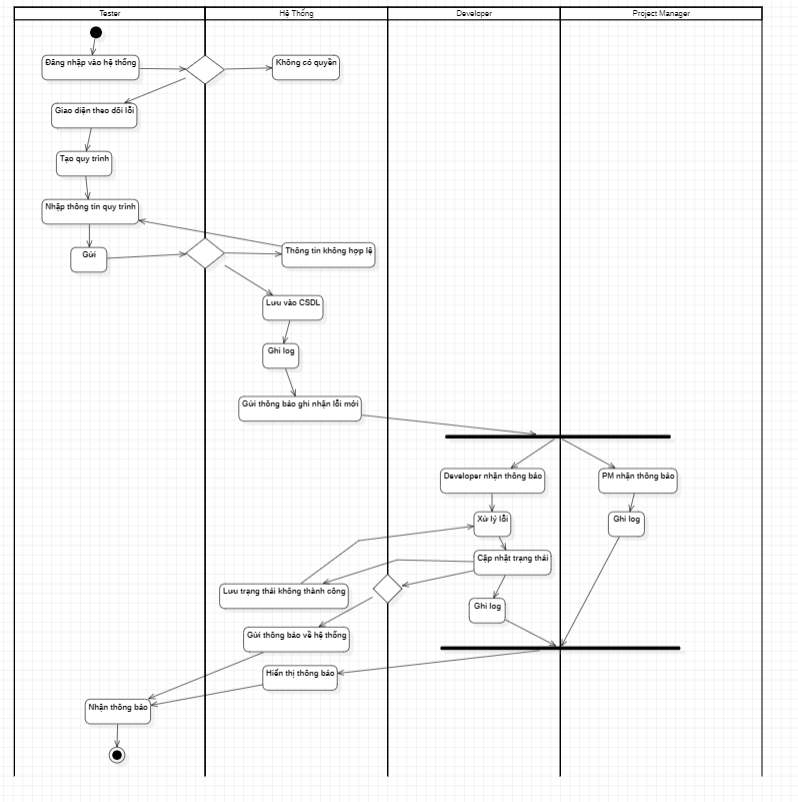 Tester
Hệ Thống
Developer
Project Manager
Đăng nhập vào hệ thống
Không có quyền
Giao diện theo dõi lỗi
Tạo quy trình
Nhập thông tin quy trình
Gửi
Thông tin không hợp lệ
Lưu vào CSDL
Ghi log
Gửi thông báo ghi nhận lỗi mới
Developer nhận thông báo
PM nhận thông báo
Xử lý lỗi
Ghi log
Cập nhật trạng thái
Lưu trạng thái không thành công
Ghi log
Gửi thông báo về hệ thống
Hiển thị thông báo
Nhận thông báo